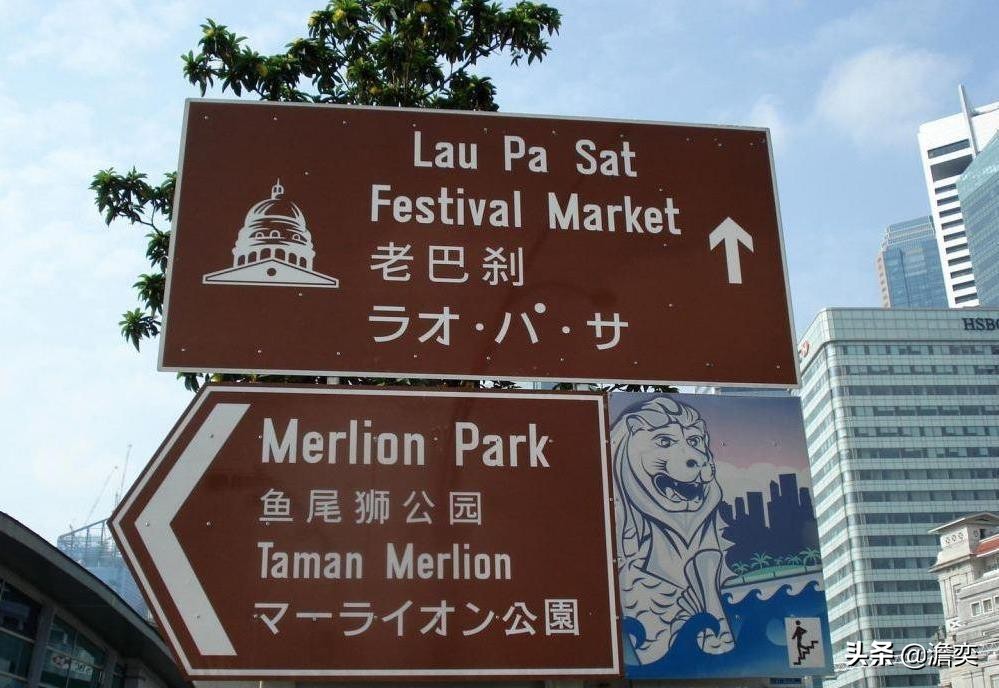 Lau Pa Sat
Festival Market
老巴刹
ラオ·パ·サ
Merlion Park
鱼尾狮公园
Taman Merlion
マーライオン公園
HSBC
头条 @澹奕